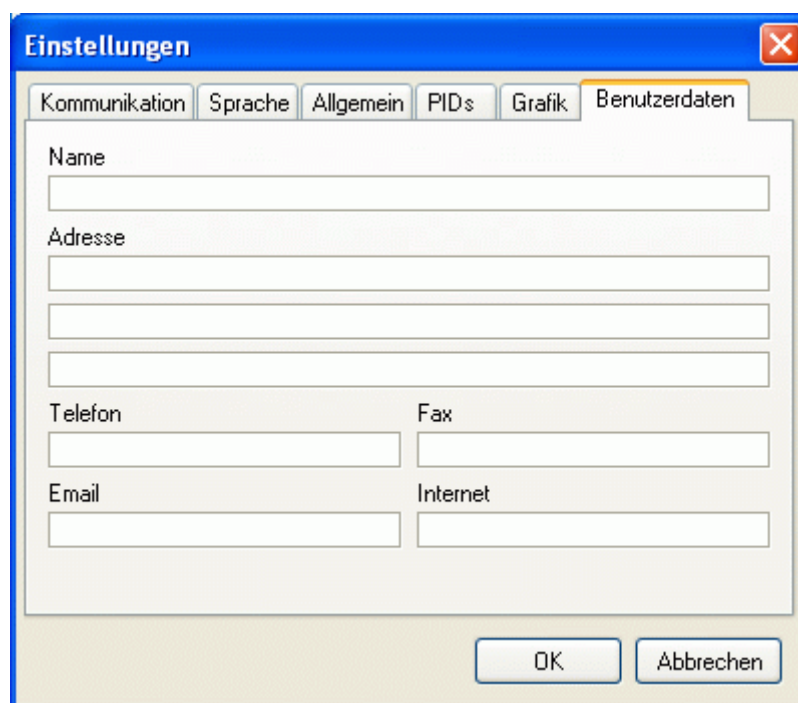 Einstellungen
Kommunikation Sprache Allgemein PIDs Grafik Benutzerdaten
Name
Adresse
Telefon Fax
Email Internet
OK Abbrechen